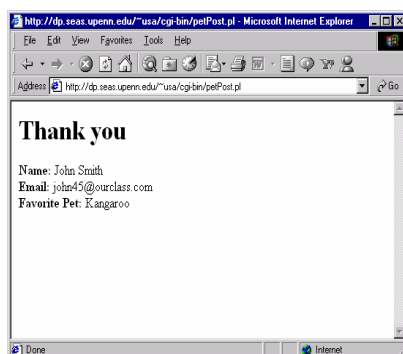 http://dp.seas.upenn.edu/~usa/cgi-bin/petPost.pl - Microsoft Internet Explorer
File Edit View Favorites Tools Help
Address http://dp.seas.upenn.edu/~usa/cgi-bin/petPost.pl Go
Thank you
Name: John Smith
Email: john45@ourclass.com
Favorite Pet: Kangaroo
Done Internet